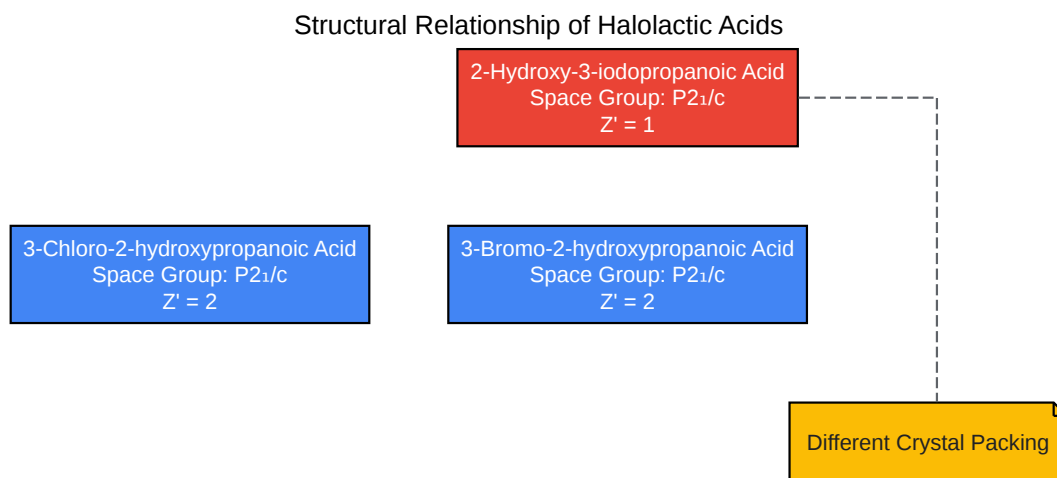 Structural Relationship of Halolactic Acids
2-Hydroxy-3-iodopropanoic Acid
Space Group: P2₁/c
Z' = 1
3-Chloro-2-hydroxypropanoic Acid
Space Group: P2₁/c
Z' = 2
3-Bromo-2-hydroxypropanoic Acid
Space Group: P2₁/c
Z' = 2
Different Crystal Packing